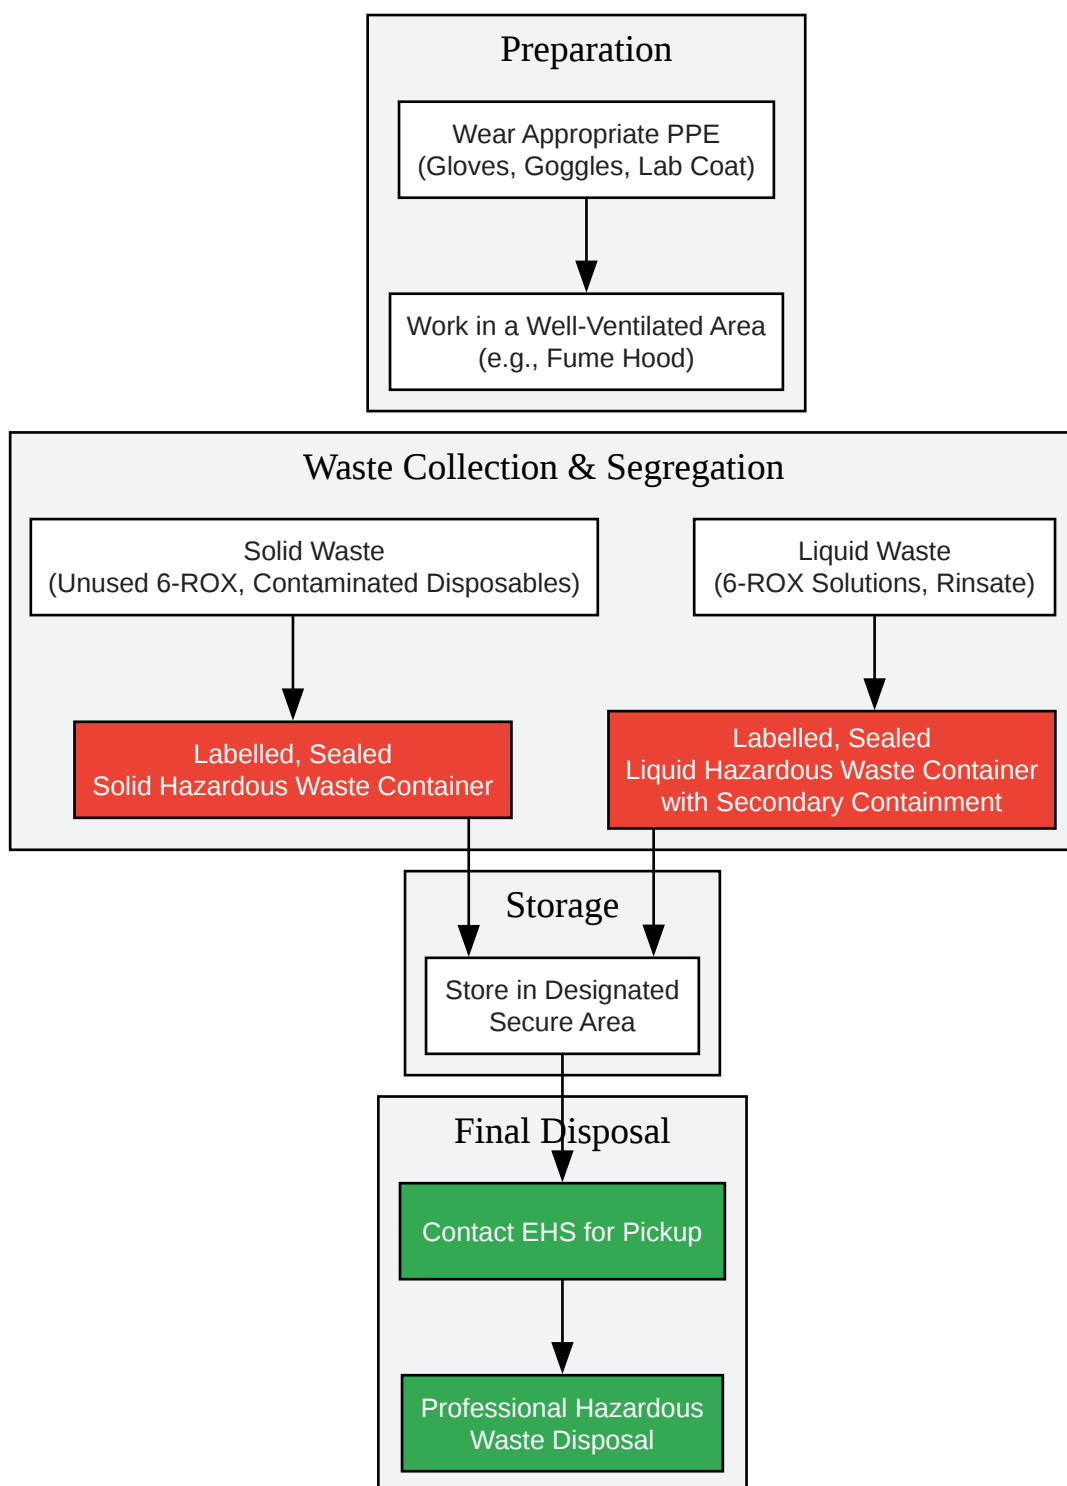 Preparation
Wear Appropriate PPE
(Gloves, Goggles, Lab Coat)
Work in a Well-Ventilated Area
(e.g., Fume Hood)
Waste Collection & Segregation
Solid Waste
(Unused 6-ROX, Contaminated Disposables)
Liquid Waste
(6-ROX Solutions, Rinsate)
Labelled, Sealed
Solid Hazardous Waste Container
Labelled, Sealed
Liquid Hazardous Waste Container
with Secondary Containment
Storage
Store in Designated
Secure Area
Final Disposal
Contact EHS for Pickup
Professional Hazardous
Waste Disposal